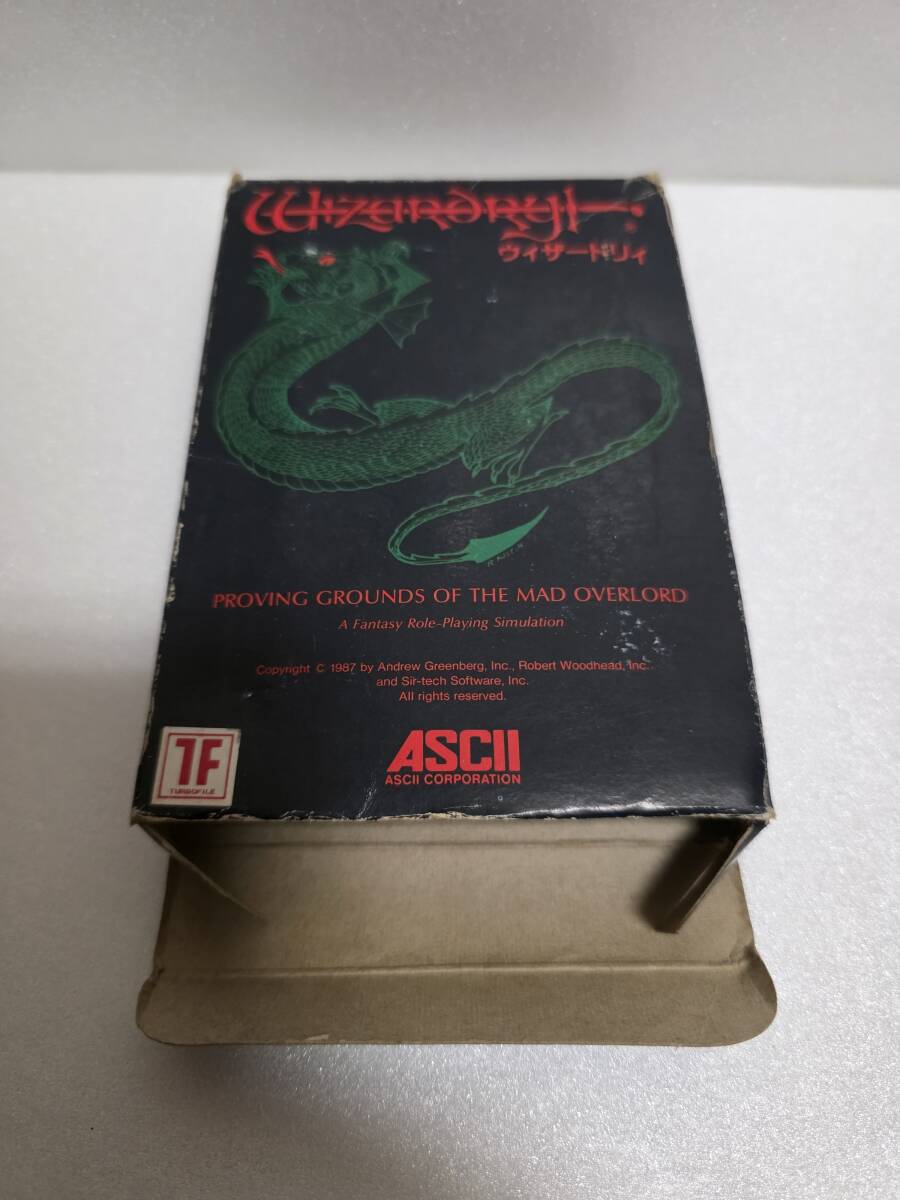 Wizardry
ウィザードリィ
PROVING GROUNDS OF THE MAD OVERLORD
A Fantasy Role-Playing Simulation
Copyright C 1987 by Andrew Greenberg, Inc., Robert Woodhead, Inc.
and Sir-tech Software, Inc.
All rights reserved.
ASCII
ASCII CORPORATION
TF
TURBOFILE